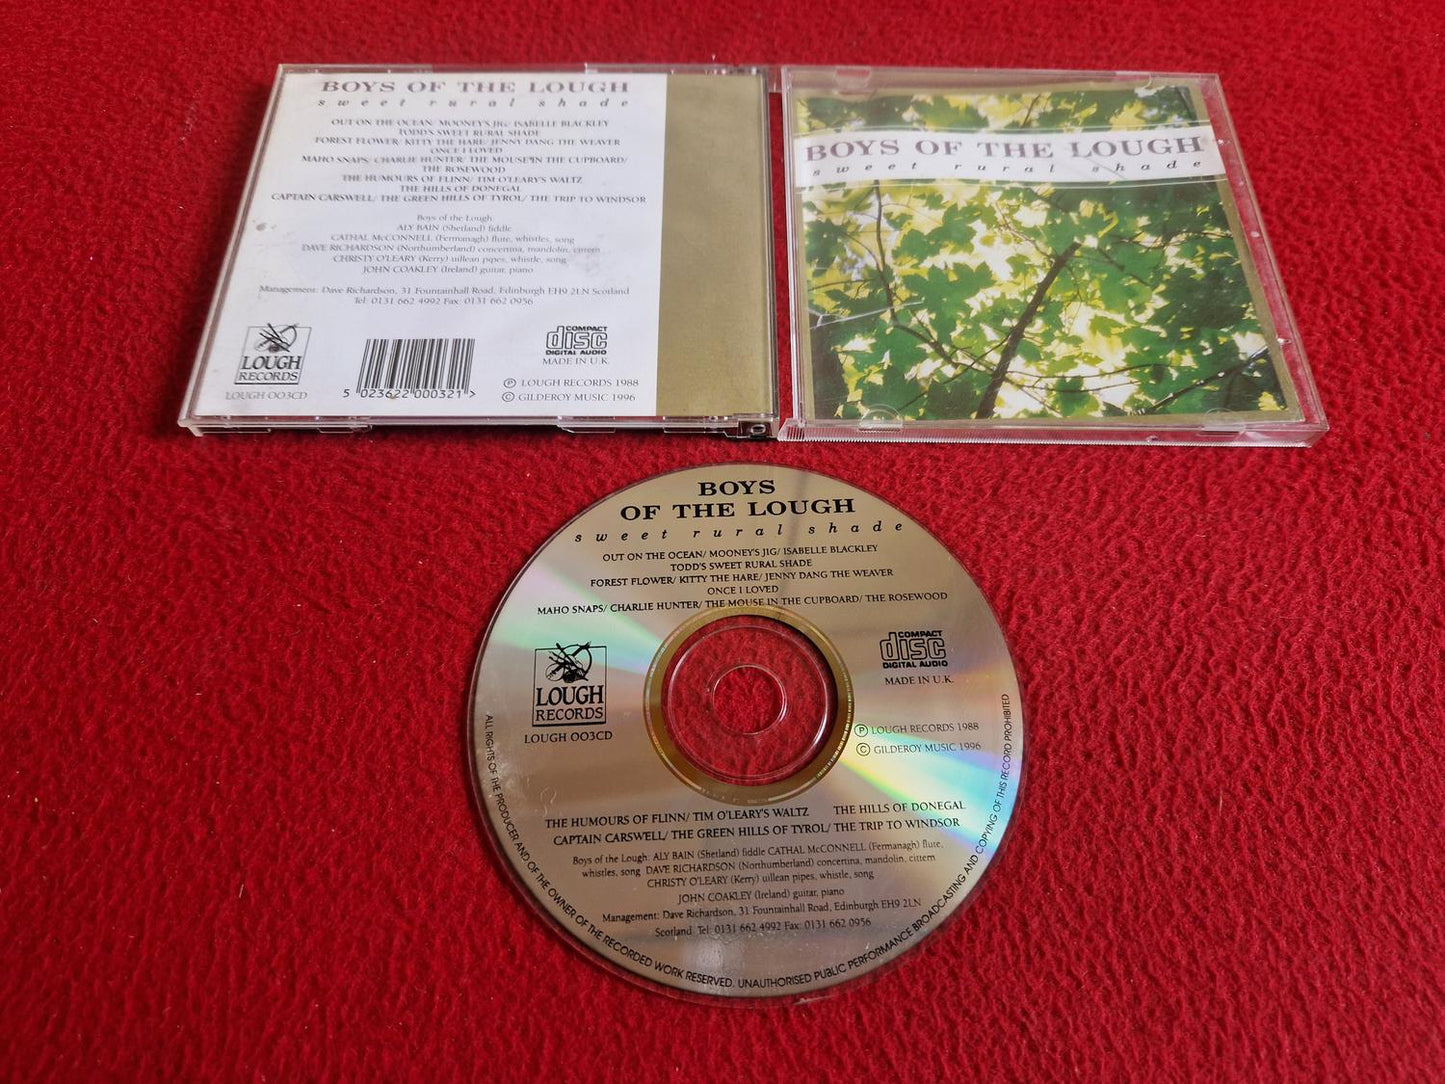 BOYS OF THE LOUGH
sweet rural shade
OUT ON THE OCEAN/ MOONEY'S JIG/ ISABELLE BLACKLEY
TODD'S SWEET RURAL SHADE
FOREST FLOWER/ KITTY THE HARE/ JENNY DANG THE WEAVER
ONCE I LOVED
MAHO SNAPS/ CHARLIE HUNTER/ THE MOUSE IN THE CUPBOARD/
THE ROSEWOOD
THE HUMOURS OF FLINN/ TIM O'LEARY'S WALTZ
THE HILLS OF DONEGAL
CAPTAIN CARSWELL/ THE GREEN HILLS OF TYROL/ THE TRIP TO WINDSOR
Boys of the Lough
ALY BAIN (Shetland) fiddle
CATHAL McCONNELL (Fermanagh) flute, whistles, song
DAVE RICHARDSON (Northumberland) concertina, mandolin, cittern
CHRISTY O'LEARY (Kerry) uillean pipes, whistle, song
JOHN COAKLEY (Ireland) guitar, piano
Management: Dave Richardson, 31 Fountainhall Road, Edinburgh EH9 2LN Scotland
Tel: 0131 662 4992 Fax: 0131 662 0956
LOUGH
RECORDS
LOUGH OO3CD
5 023622 000321 >
COMPACT
disc
DIGITAL AUDIO
MADE IN U.K.
Ⓟ LOUGH RECORDS 1988
© GILDEROY MUSIC 1996
BOYS OF THE LOUGH
sweet rural shade
BOYS
OF THE LOUGH
sweet rural shade
OUT ON THE OCEAN/ MOONEY'S JIG/ ISABELLE BLACKLEY
TODD'S SWEET RURAL SHADE
FOREST FLOWER/ KITTY THE HARE/ JENNY DANG THE WEAVER
ONCE I LOVED
MAHO SNAPS/ CHARLIE HUNTER/ THE MOUSE IN THE CUPBOARD/ THE ROSEWOOD
LOUGH
RECORDS
LOUGH OO3CD
COMPACT
disc
DIGITAL AUDIO
MADE IN U.K.
Ⓟ LOUGH RECORDS 1988
© GILDEROY MUSIC 1996
THE HUMOURS OF FLINN/ TIM O'LEARY'S WALTZ THE HILLS OF DONEGAL
CAPTAIN CARSWELL/ THE GREEN HILLS OF TYROL/ THE TRIP TO WINDSOR
Boys of the Lough: ALY BAIN (Shetland) fiddle CATHAL McCONNELL (Fermanagh) flute,
whistles, song DAVE RICHARDSON (Northumberland) concertina, mandolin, cittern
CHRISTY O'LEARY (Kerry) uillean pipes, whistle, song
JOHN COAKLEY (Ireland) guitar, piano
Management: Dave Richardson, 31 Fountainhall Road, Edinburgh EH9 2LN
Scotland Tel: 0131 662 4992 Fax: 0131 662 0956
ALL RIGHTS OF THE PRODUCER AND OF THE OWNER OF THE RECORDED WORK RESERVED. UNAUTHORISED PUBLIC PERFORMANCE BROADCASTING AND COPYING OF THIS RECORD PROHIBITED